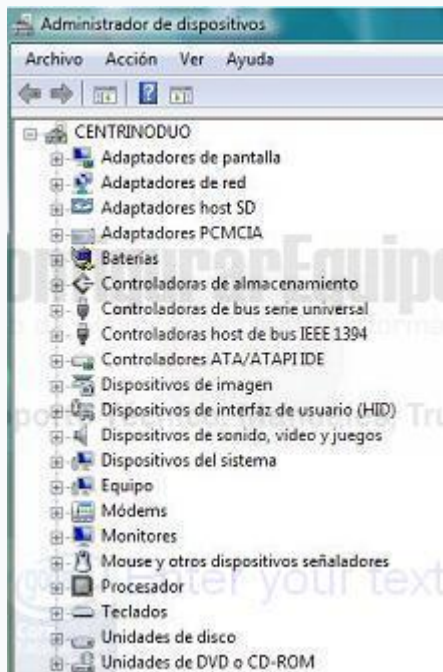 Administrador de dispositivos
Archivo Acción Ver Ayuda
CENTRINODUO
Adaptadores de pantalla
Adaptadores de red
Adaptadores host SD
Adaptadores PCMCIA
Baterías
Controladoras de almacenamiento
Controladoras de bus serie universal
Controladoras host de bus IEEE 1394
Controladores ATA/ATAPI IDE
Dispositivos de imagen
Dispositivos de interfaz de usuario (HID)
Dispositivos de sonido, vídeo y juegos
Dispositivos del sistema
Equipo
Módems
Monitores
Mouse y otros dispositivos señaladores
Procesador
Enter your text
Teclados
Unidades de disco
Unidades de DVD o CD-ROM